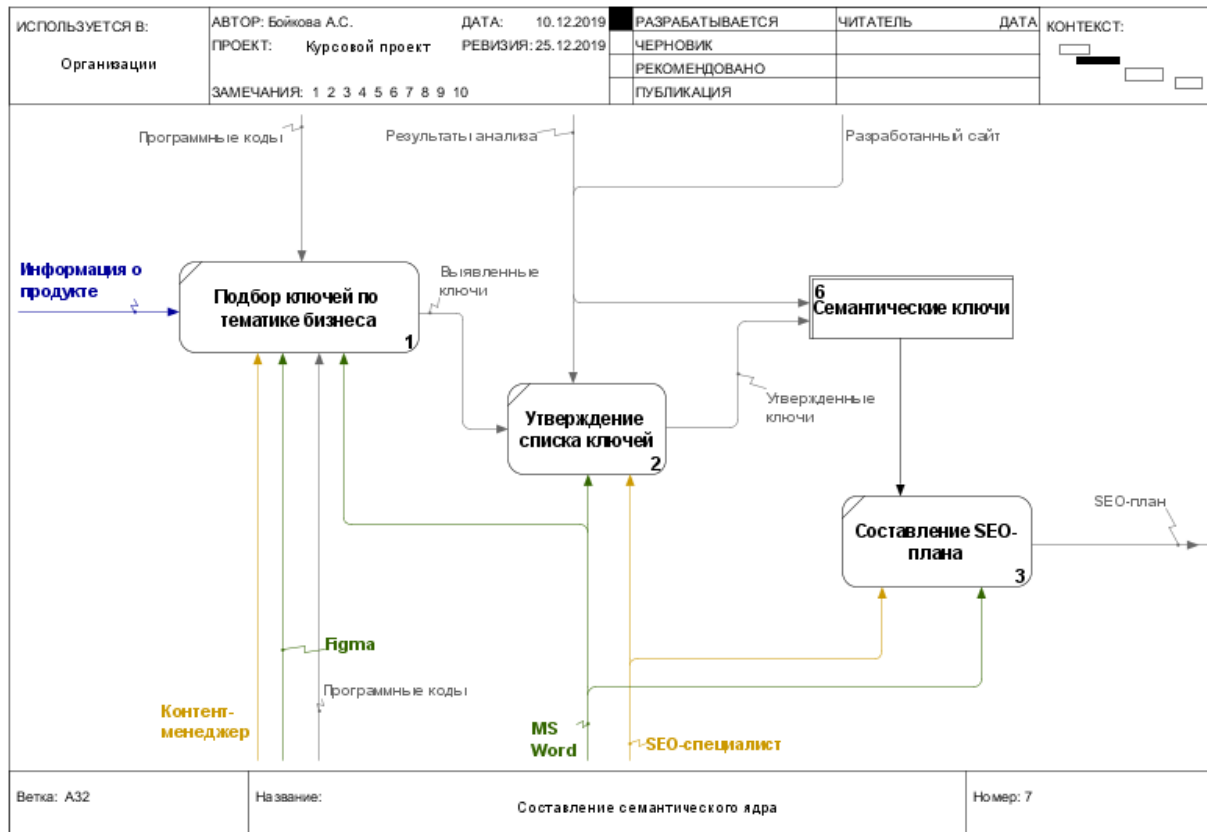 ИСПОЛЬЗУЕТСЯ В:
Организации
АВТОР: Бойкова А.С.
ДАТА: 10.12.2019
ПРОЕКТ: Курсовой проект
РЕВИЗИЯ: 25.12.2019
ЗАМЕЧАНИЯ: 1 2 3 4 5 6 7 8 9 10
РАЗРАБАТЫВАЕТСЯ
ЧЕРНОВИК
РЕКОМЕНДОВАНО
ПУБЛИКАЦИЯ
ЧИТАТЕЛЬ
ДАТА
КОНТЕКСТ:
Программные коды
Результаты анализа
Разработанный сайт
Информация о
продукте
Подбор ключей по
тематике бизнеса
1
Выявленные
ключи
6
Семантические ключи
Утверждение
списка ключей
2
Утвержденные
ключи
Составление SEO-
плана
3
SEO-план
Figma
Программные коды
Контент-
менеджер
MS
Word
SEO-специалист
Ветка: A32
Название:
Составление семантического ядра
Номер: 7